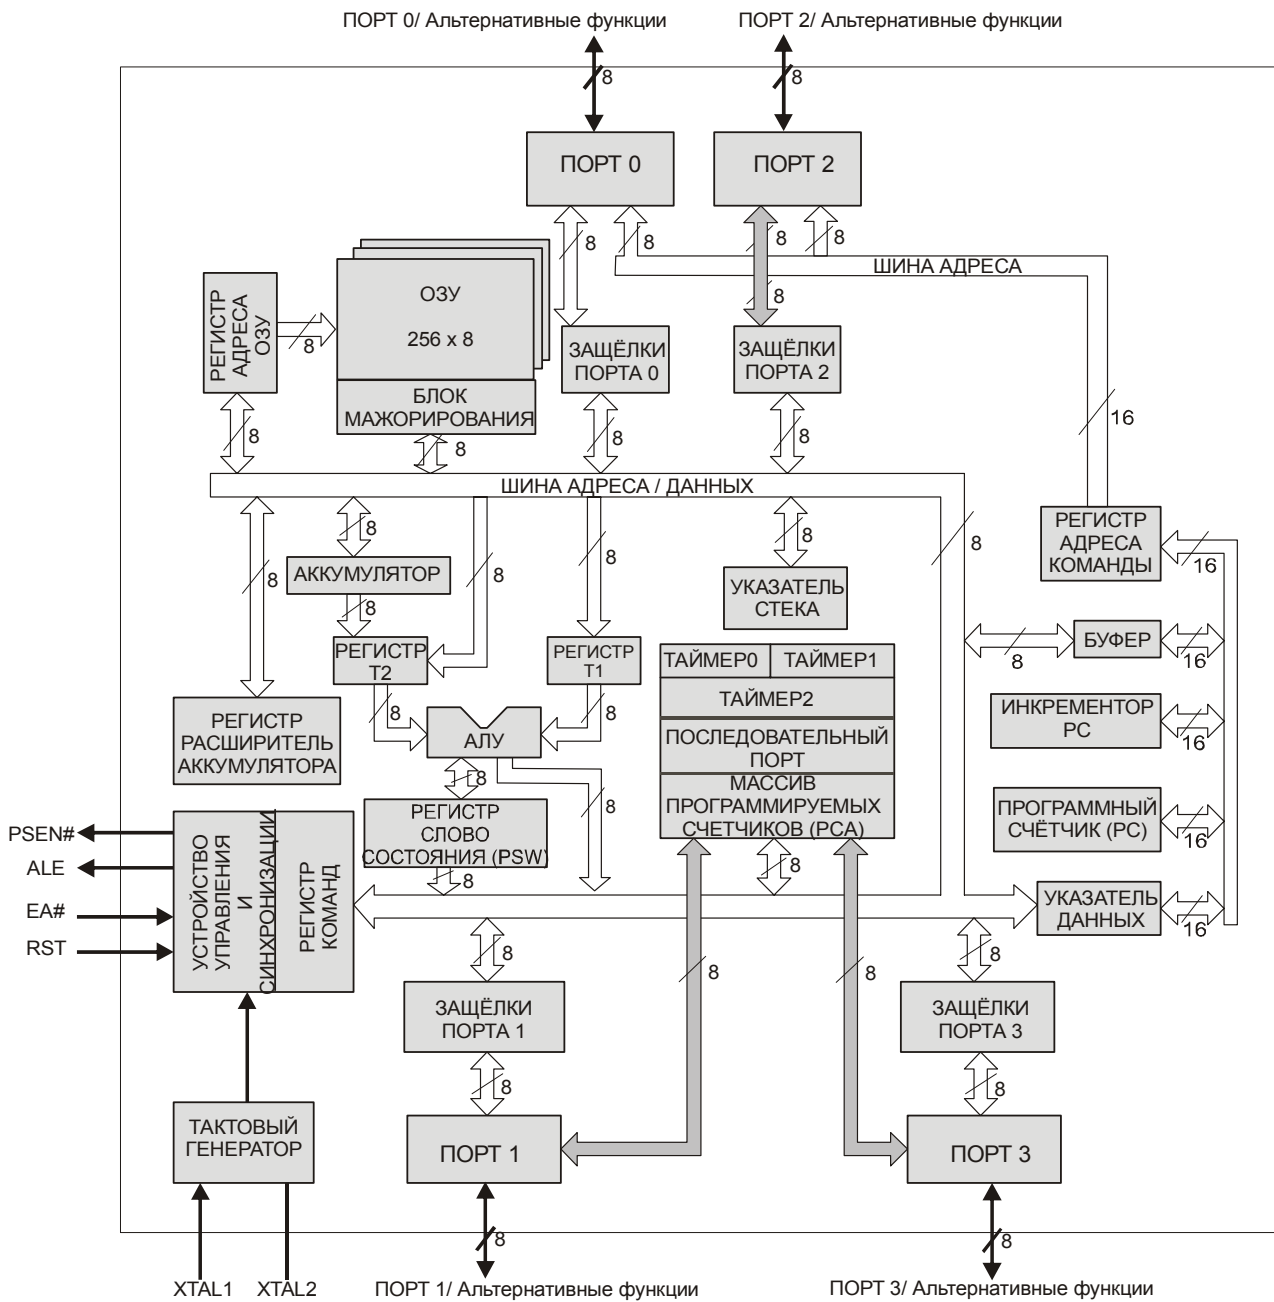 ПОРТ 0/ Альтернативные функции
ПОРТ 2/ Альтернативные функции
8
8
ПОРТ 0
ПОРТ 2
8
8
8
8
ШИНА АДРЕСА
8
РЕГИСТР
АДРЕСА
ОЗУ
8
ОЗУ
256 x 8
БЛОК
МАЖОРИРОВАНИЯ
ЗАЩЁЛКИ
ПОРТА 0
ЗАЩЁЛКИ
ПОРТА 2
16
8
8
8
8
ШИНА АДРЕСА / ДАННЫХ
8
8
8
8
8
8
АККУМУЛЯТОР
8
УКАЗАТЕЛЬ
СТЕКА
РЕГИСТР
АДРЕСА
КОМАНДЫ
16
РЕГИСТР
T2
РЕГИСТР
T1
8
БУФЕР
16
ТАЙМЕР0
ТАЙМЕР1
ТАЙМЕР2
ПОСЛЕДОВАТЕЛЬНЫЙ
ПОРТ
МАССИВ
ПРОГРАММИРУЕМЫХ
СЧЕТЧИКОВ (PCA)
РЕГИСТР
РАСШИРИТЕЛЬ
АККУМУЛЯТОРА
8
8
АЛУ
8
8
ИНКРЕМЕНТОР
PC
16
РЕГИСТР
СЛОВО
СОСТОЯНИЯ (PSW)
8
8
ПРОГРАММНЫЙ
СЧЁТЧИК (PC)
16
PSEN#
ALE
EA#
RST
УСТРОЙСТВО
УПРАВЛЕНИЯ
И
СИНХРОНИЗАЦИИ
РЕГИСТР
КОМАНД
УКАЗАТЕЛЬ
ДАННЫХ
16
8
8
8
8
ЗАЩЁЛКИ
ПОРТА 1
ЗАЩЁЛКИ
ПОРТА 3
8
8
ТАКТОВЫЙ
ГЕНЕРАТОР
ПОРТ 1
ПОРТ 3
8
8
XTAL1
XTAL2
ПОРТ 1/ Альтернативные функции
ПОРТ 3/ Альтернативные функции